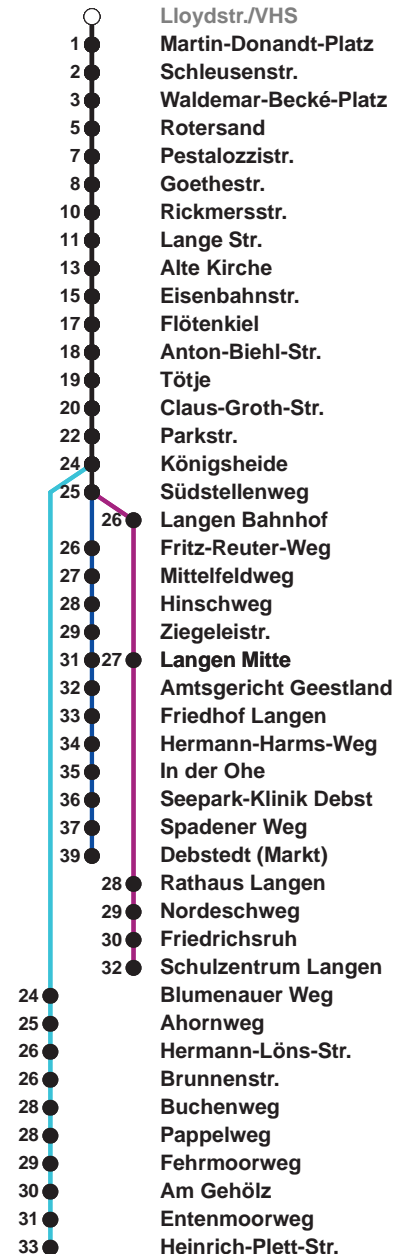 Lloydstr./VHS
1 Martin-Donandt-Platz
2 Schleusenstr.
3 Waldemar-Becké-Platz
5 Rotersand
7 Pestalozzistr.
8 Goethestr.
10 Rickmersstr.
11 Lange Str.
13 Alte Kirche
15 Eisenbahnstr.
17 Flötenkiel
18 Anton-Biehl-Str.
19 Tötje
20 Claus-Groth-Str.
22 Parkstr.
24 Königsheide
25 Südstellenweg
26 Langen Bahnhof
26 Fritz-Reuter-Weg
27 Mittelfeldweg
28 Hinschweg
29 Ziegeleistr.
31 27 Langen Mitte
32 Amtsgericht Geestland
33 Friedhof Langen
34 Hermann-Harms-Weg
35 In der Ohe
36 Seepark-Klinik Debst
37 Spadener Weg
39 Debstedt (Markt)
28 Rathaus Langen
29 Nordeschweg
30 Friedrichsruh
32 Schulzentrum Langen
24 Blumenauer Weg
25 Ahornweg
26 Hermann-Löns-Str.
26 Brunnenstr.
28 Buchenweg
28 Pappelweg
29 Fehrmoorweg
30 Am Gehölz
31 Entenmoorweg
33 Heinrich-Plett-Str.